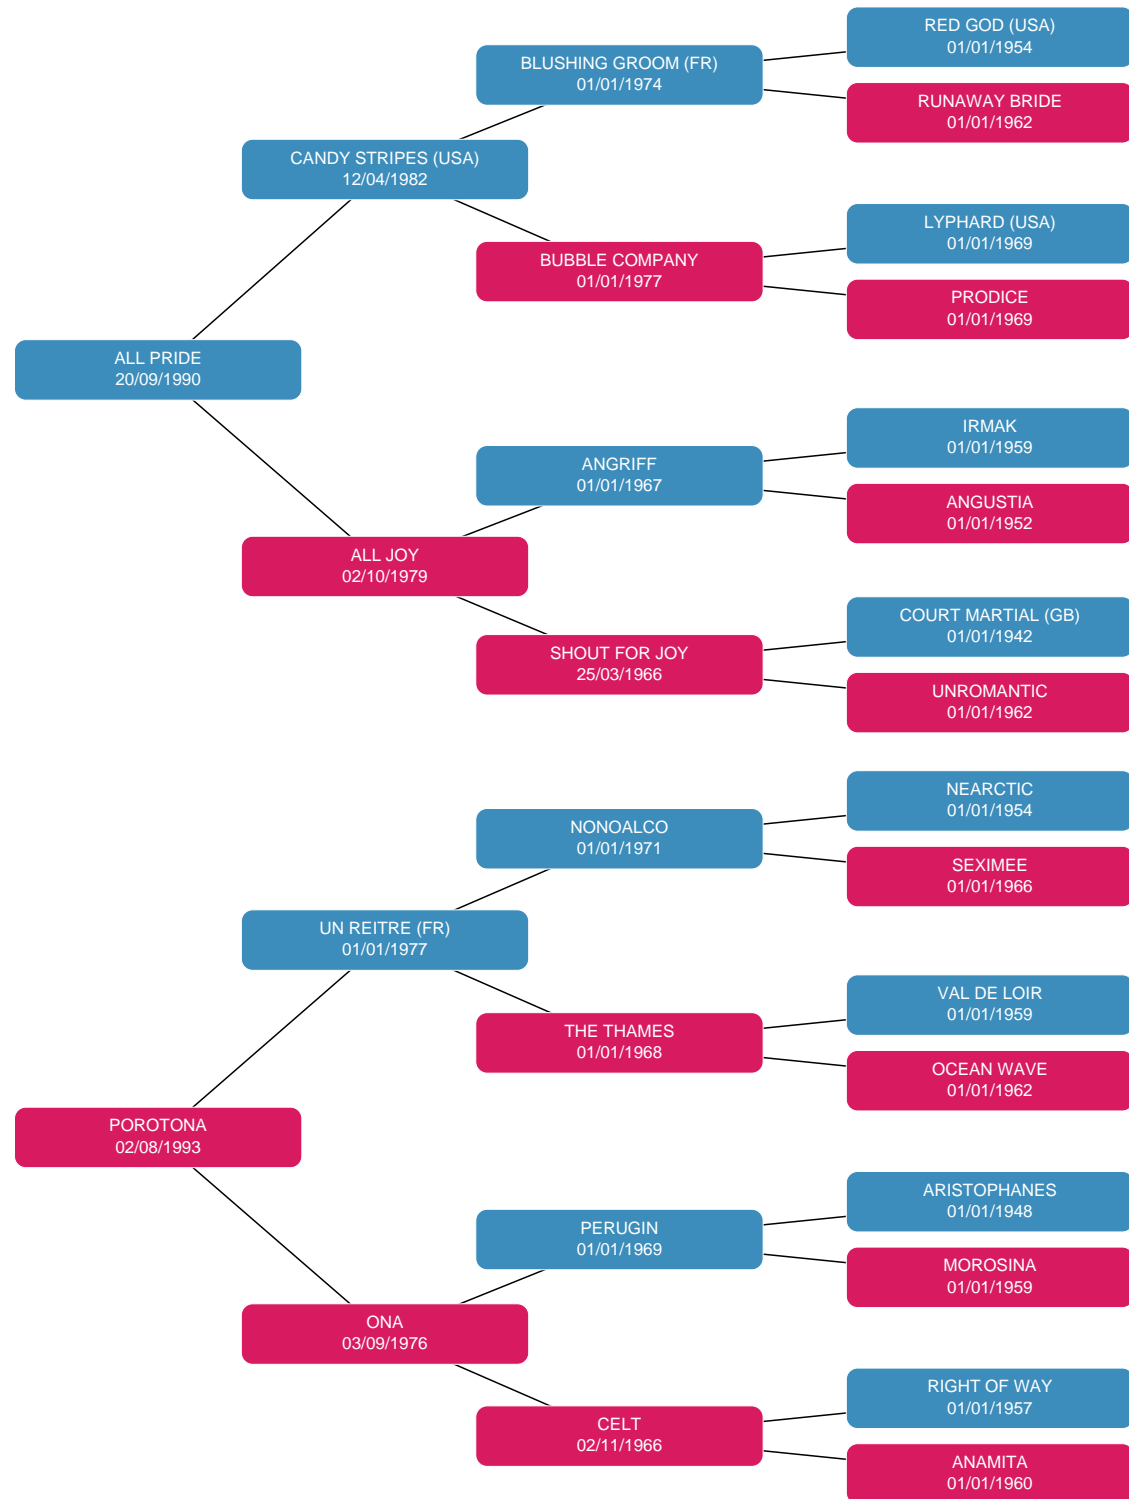 RED GOD (USA)
01/01/1954
BLUSHING GROOM (FR)
01/01/1974
RUNAWAY BRIDE
01/01/1962
CANDY STRIPES (USA)
12/04/1982
LYPHARD (USA)
01/01/1969
BUBBLE COMPANY
01/01/1977
PRODICE
01/01/1969
ALL PRIDE
20/09/1990
IRMAK
01/01/1959
ANGRIFF
01/01/1967
ANGUSTIA
01/01/1952
ALL JOY
02/10/1979
COURT MARTIAL (GB)
01/01/1942
SHOUT FOR JOY
25/03/1966
UNROMANTIC
01/01/1962
NEARCTIC
01/01/1954
NONOALCO
01/01/1971
SEXIMEE
01/01/1966
UN REITRE (FR)
01/01/1977
VAL DE LOIR
01/01/1959
THE THAMES
01/01/1968
OCEAN WAVE
01/01/1962
POROTONA
02/08/1993
ARISTOPHANES
01/01/1948
PERUGIN
01/01/1969
MOROSINA
01/01/1959
ONA
03/09/1976
RIGHT OF WAY
01/01/1957
CELT
02/11/1966
ANAMITA
01/01/1960